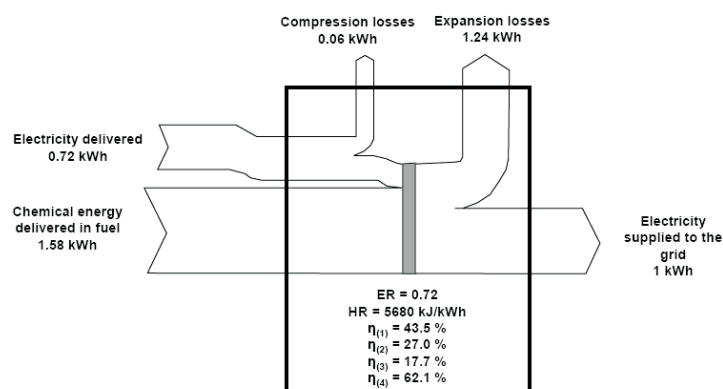 Compression losses
0.06 kWh
Expansion losses
1.24 kWh
Electricity delivered
0.72 kWh
Chemical energy
delivered in fuel
1.58 kWh
Electricity
supplied to the
grid
1 kWh
ER = 0.72
HR = 5680 kJ/kWh
η(1) = 43.5 %
η(2) = 27.0 %
η(3) = 17.7 %
η(4) = 62.1 %